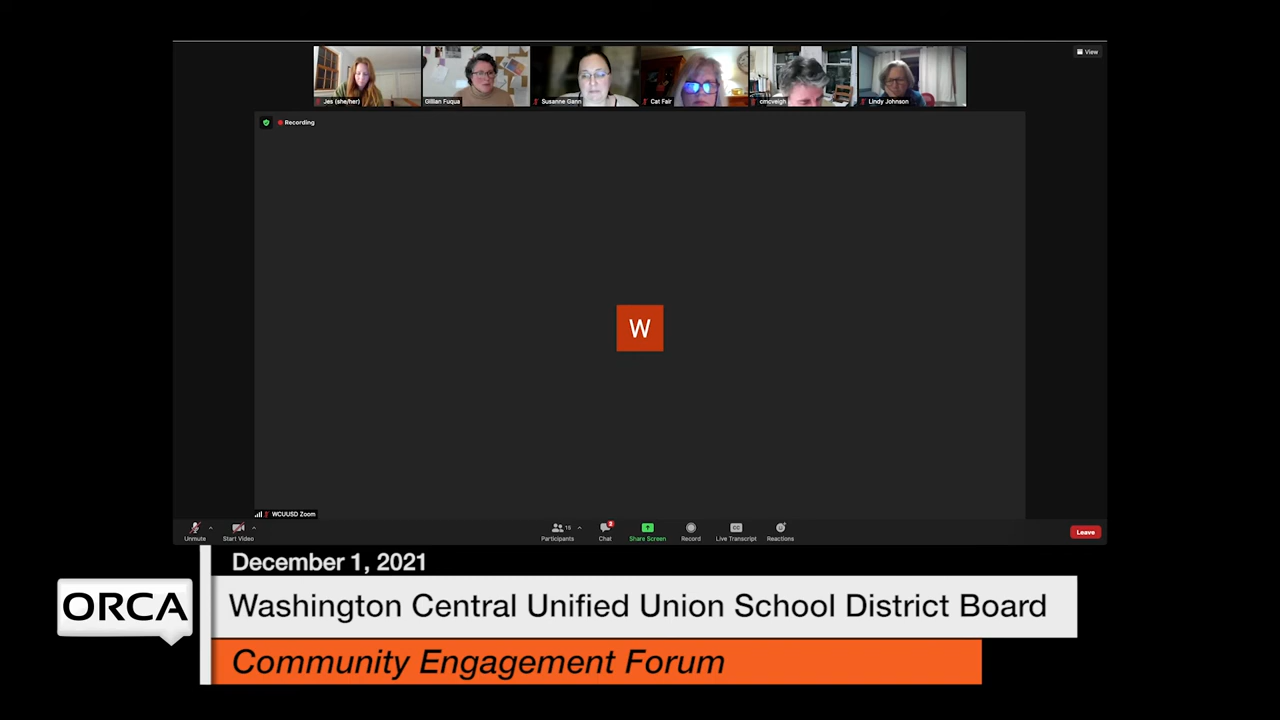 View
Jes (she/her)
Gillian Fuqua
Susanne Gann
Cat Fair
cmcveigh
Lindy Johnson
Recording
W
WCUUSD Zoom
Unmute
Start Video
Participants
18
Chat
Share Screen
Record
CC
Live Transcript
Reactions
Leave
December 1, 2021
ORCA
Washington Central Unified Union School District Board
Community Engagement Forum